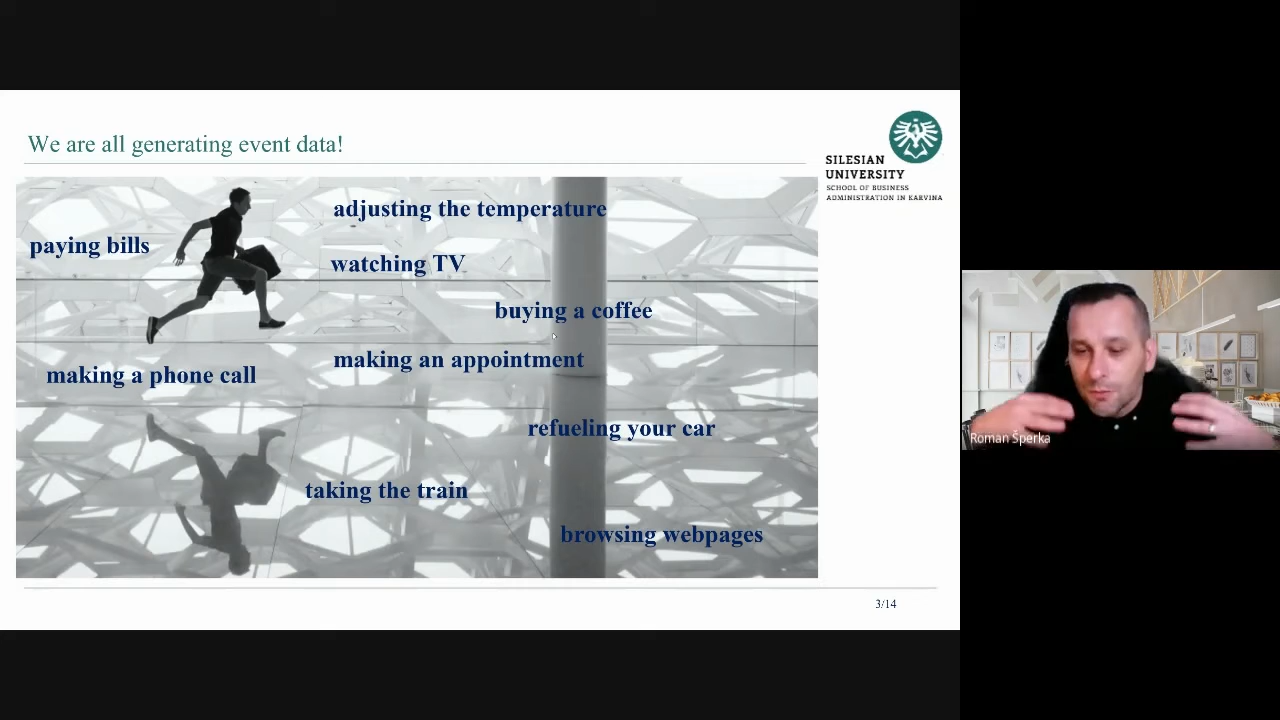 We are all generating event data!
SILESIAN
UNIVERSITY
SCHOOL OF BUSINESS
ADMINISTRATION IN KARVINA
adjusting the temperature
paying bills
watching TV
buying a coffee
making an appointment
making a phone call
refueling your car
taking the train
browsing webpages
3/14
Roman Šperka